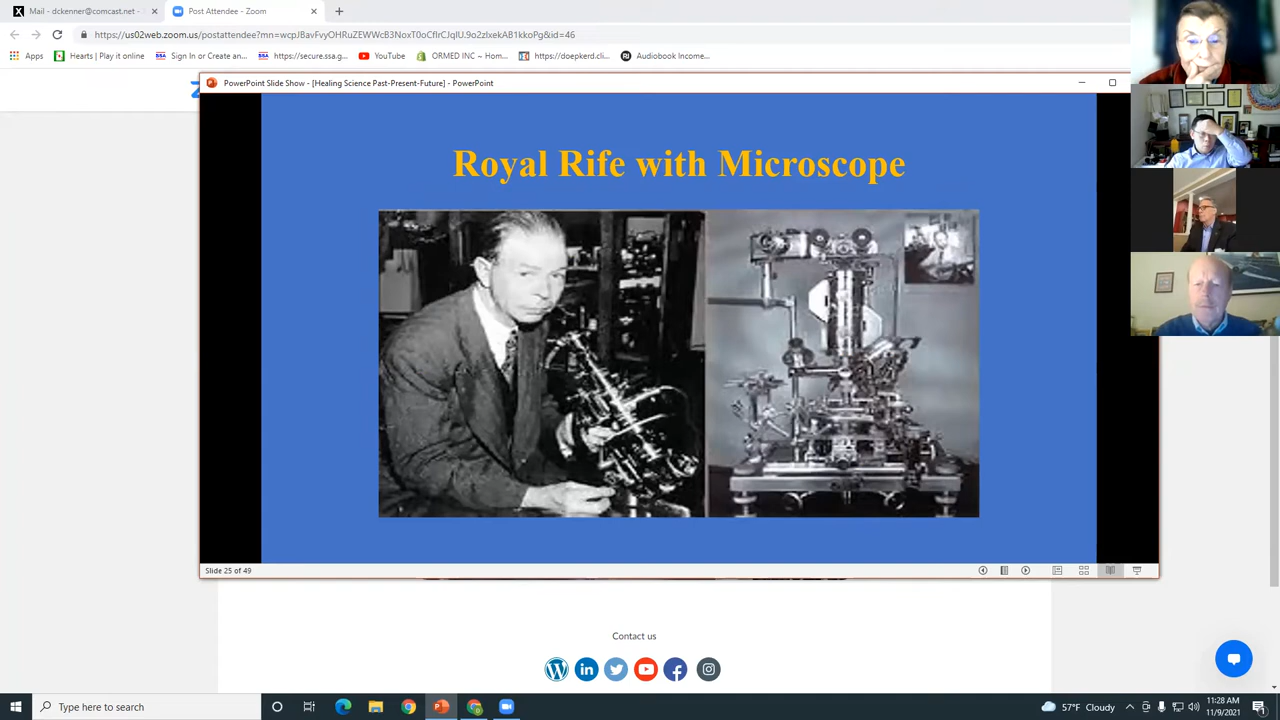 Mail - dckenner@comcast.net -
Post Attendee - Zoom
https://us02web.zoom.us/postattendee?mn=wcpJBavFvyOHRuZEWWcB3NoxT0oCflrCJqIU.9o2zIxekAB1kkoPg&id=46
Apps
Hearts | Play it online
Sign In or Create an...
https://secure.ssa.g...
YouTube
ORMED INC – Hom...
https://doepkerd.cli...
Audiobook Income...
PowerPoint Slide Show - [Healing Science Past-Present-Future] - PowerPoint
Royal Rife with Microscope
Slide 25 of 49
Contact us
Type here to search
57°F Cloudy
11:28 AM
11/9/2021